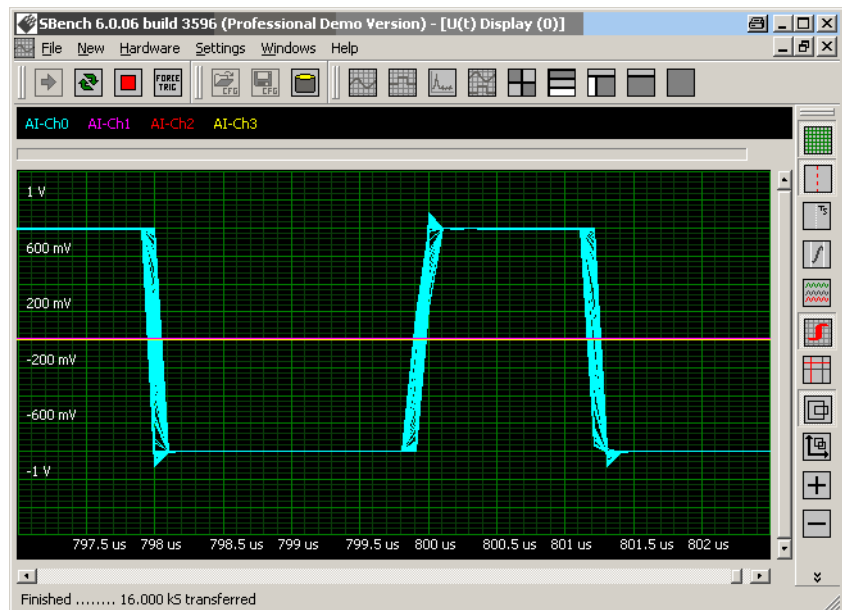 SBench 6.0.06 build 3596 (Professional Demo Version) - [U(t) Display (0)]
File New Hardware Settings Windows Help
FORCE TRIG CFG CFG
AI-Ch0 AI-Ch1 AI-Ch2 AI-Ch3
1 V
TS
600 mV
200 mV
-200 mV
-600 mV
-1 V
797.5 us 798 us 798.5 us 799 us 799.5 us 800 us 800.5 us 801 us 801.5 us 802 us
Finished ........ 16.000 kS transferred